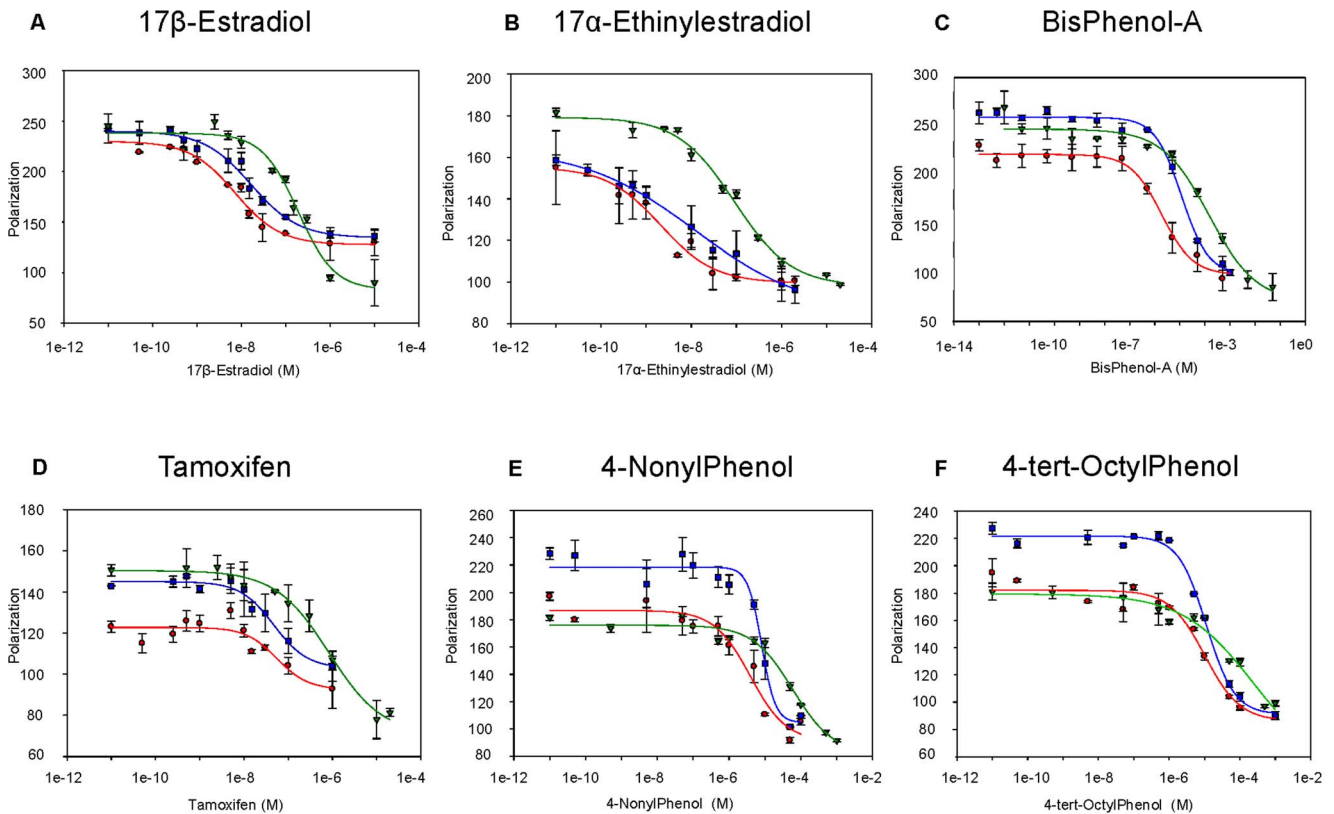 A 17β-Estradiol
B 17α-Ethinylestradiol
C BisPhenol-A
300
250
200
150
100
50
Polarization
1e-12 1e-10 1e-8 1e-6 1e-4
17β-Estradiol (M)
200
180
160
140
120
100
80
Polarization
1e-12 1e-10 1e-8 1e-6 1e-4
17α-Ethinylestradiol (M)
300
250
200
150
100
50
Polarization
1e-14 1e-10 1e-7 1e-3 1e0
BisPhenol-A (M)
D Tamoxifen
E 4-NonylPhenol
F 4-tert-OctylPhenol
180
160
140
120
100
80
60
Polarization
1e-12 1e-10 1e-8 1e-6 1e-4
Tamoxifen (M)
260
240
220
200
180
160
140
120
100
80
Polarization
1e-12 1e-10 1e-8 1e-6 1e-4 1e-2
4-NonylPhenol (M)
240
220
200
180
160
140
120
100
80
60
Polarization
1e-12 1e-10 1e-8 1e-6 1e-4 1e-2
4-tert-OctylPhenol (M)